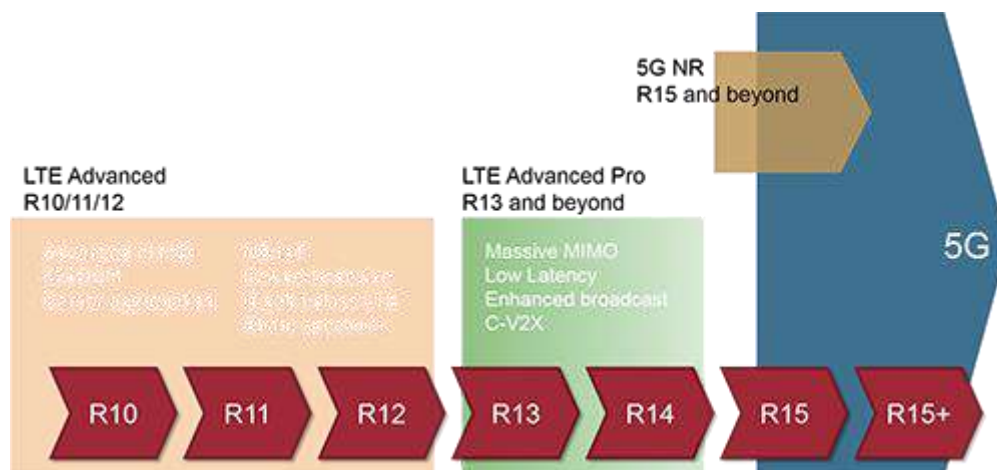 5G NR
R15 and beyond
LTE Advanced
R10/11/12
LTE Advanced Pro
R13 and beyond
Massive MIMO
Low Latency
Enhanced broadcast
C-V2X
5G
R10
R11
R12
R13
R14
R15
R15+